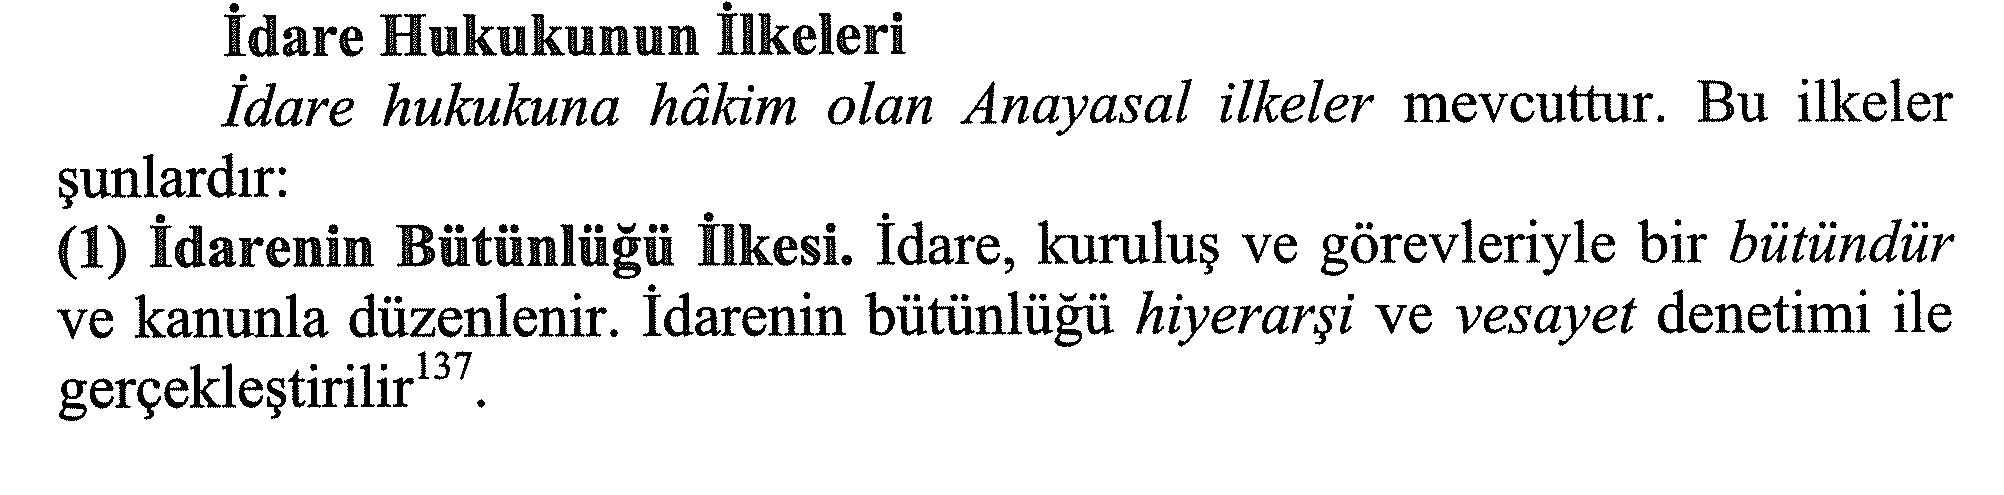 İdare Hukukunun İlkeleri
İdare hukukuna hâkim olan Anayasal ilkeler mevcuttur. Bu ilkeler
şunlardır:
(1) İdarenin Bütünlüğü İlkesi. İdare, kuruluş ve görevleriyle bir bütündür
ve kanunla düzenlenir. İdarenin bütünlüğü hiyerarşi ve vesayet denetimi ile
gerçekleştirilir¹³⁷.